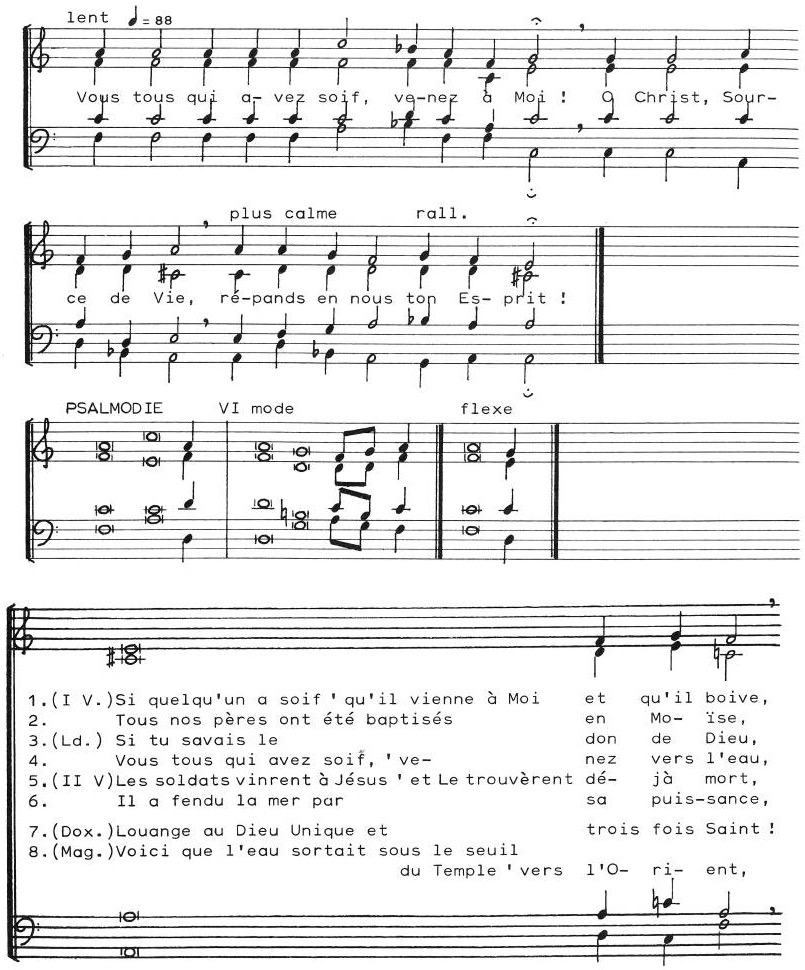 lent ♩ = 88
Vous tous qui a- vez soif, ve-nez à Moi ! O Christ, Sour-
plus calme rall.
ce de Vie, ré-pands en nous ton Es- prit !
PSALMODIE VI mode flexe
1.(I V.)Si quelqu'un a soif ' qu'il vienne à Moi et qu'il boive,
2. Tous nos pères ont été baptisés en Mo- ïse,
3.(Ld.) Si tu savais le don de Dieu,
4. Vous tous qui avez soif, ' ve- nez vers l'eau,
5.(II V)Les soldats vinrent à Jésus ' et Le trouvèrent dé- jà mort,
6. Il a fendu la mer par sa puis-sance,
7.(Dox.)Louange au Dieu Unique et trois fois Saint !
8.(Mag.)Voici que l'eau sortait sous le seuil
du Temple ' vers l'O- ri- ent,